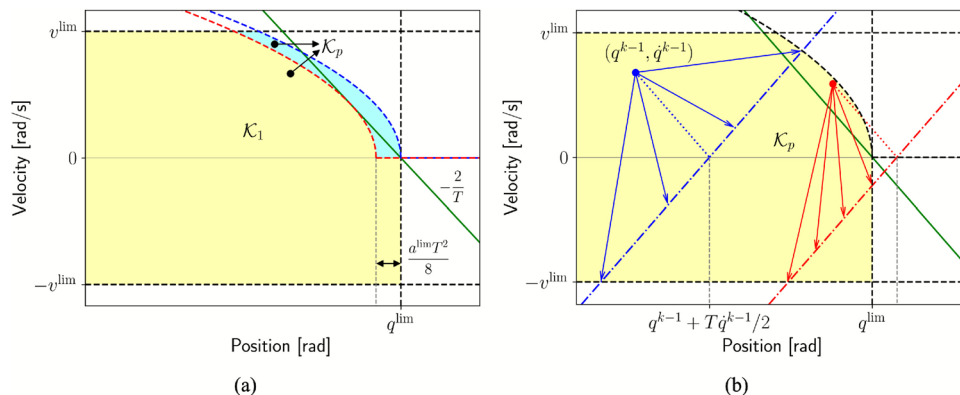 v^lim
K_p
K_1
0
-2/T
a^lim T^2/8
-v^lim
q^lim
Velocity [rad/s]
Position [rad]
(a)
v^lim
(q^{k-1}, q̇^{k-1})
K_p
0
-v^lim
q^{k-1} + Tq̇^{k-1}/2
q^lim
Velocity [rad/s]
Position [rad]
(b)